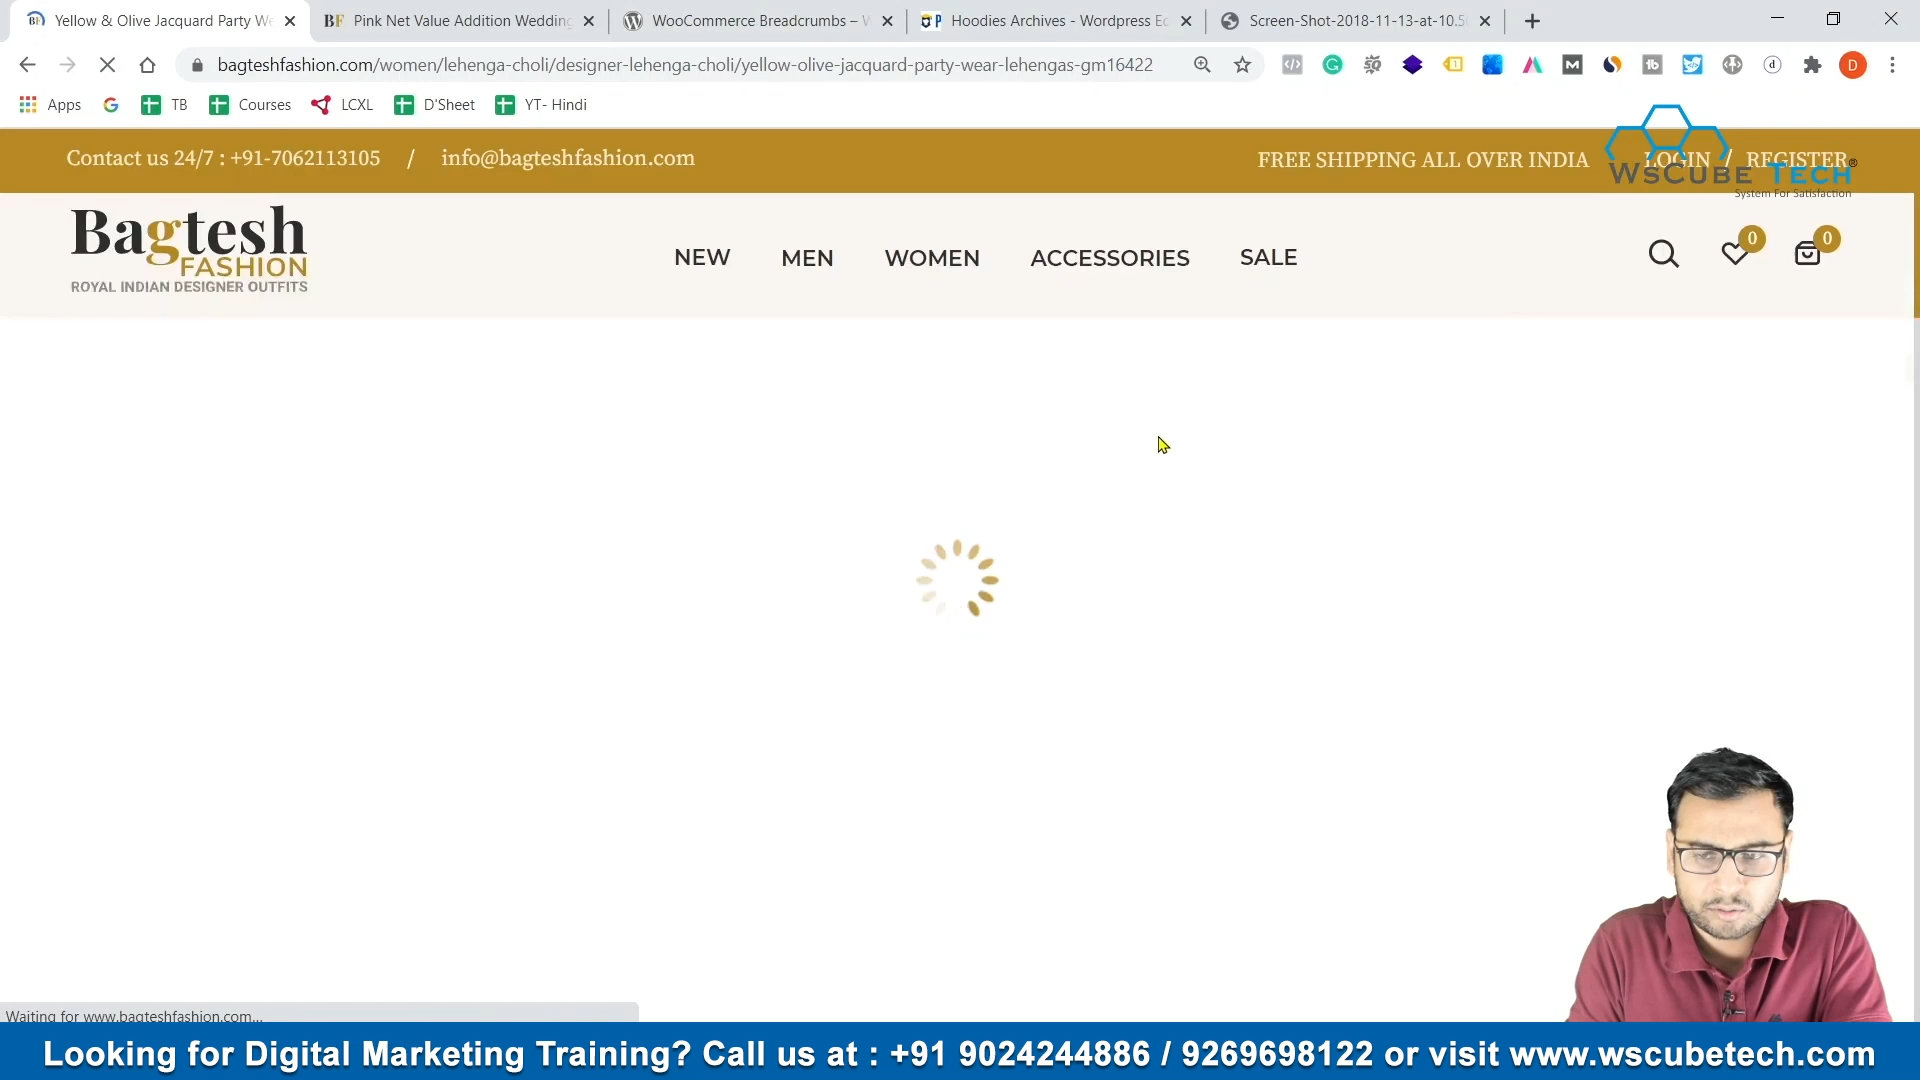 Yellow & Olive Jacquard Party We
Pink Net Value Addition Wedding
WooCommerce Breadcrumbs – W
Hoodies Archives - Wordpress Ec
Screen-Shot-2018-11-13-at-10.5
bagteshfashion.com/women/lehenga-choli/designer-lehenga-choli/yellow-olive-jacquard-party-wear-lehengas-gm16422
Apps
TB
Courses
LCXL
D'Sheet
YT- Hindi
Contact us 24/7 : +91-7062113105 / info@bagteshfashion.com
FREE SHIPPING ALL OVER INDIA
LOGIN / REGISTER
WsCube Tech®
System For Satisfaction
Bagtesh
FASHION
ROYAL INDIAN DESIGNER OUTFITS
NEW MEN WOMEN ACCESSORIES SALE
0
0
Waiting for www.bagteshfashion.com...
Looking for Digital Marketing Training? Call us at : +91 9024244886 / 9269698122 or visit www.wscubetech.com